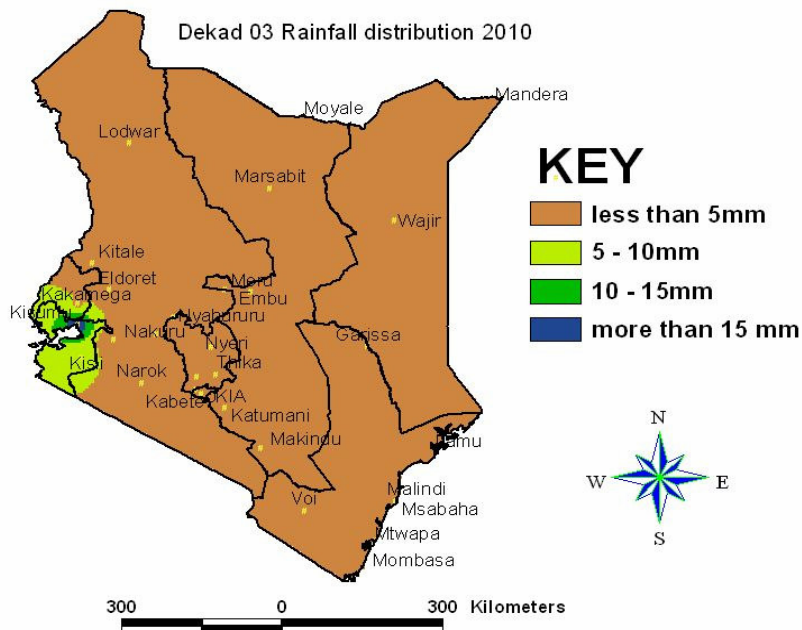 Dekad 03 Rainfall distribution 2010
Mandera
Moyale
Lodwar
Marsabit
KEY
less than 5mm
Wajir
5 - 10mm
Kitale
Eldoret
Meru
10 - 15mm
Kakamega
Embu
Kisumu
Nyahururu
more than 15 mm
Nakuru
Garissa
Nyeri
Kisii
Thika
Narok
Kabete
JKIA
Katumani
N
Makindu
Lamu
W
E
Malindi
Voi
Msabaha
S
Mtwapa
Mombasa
300 0 300 Kilometers